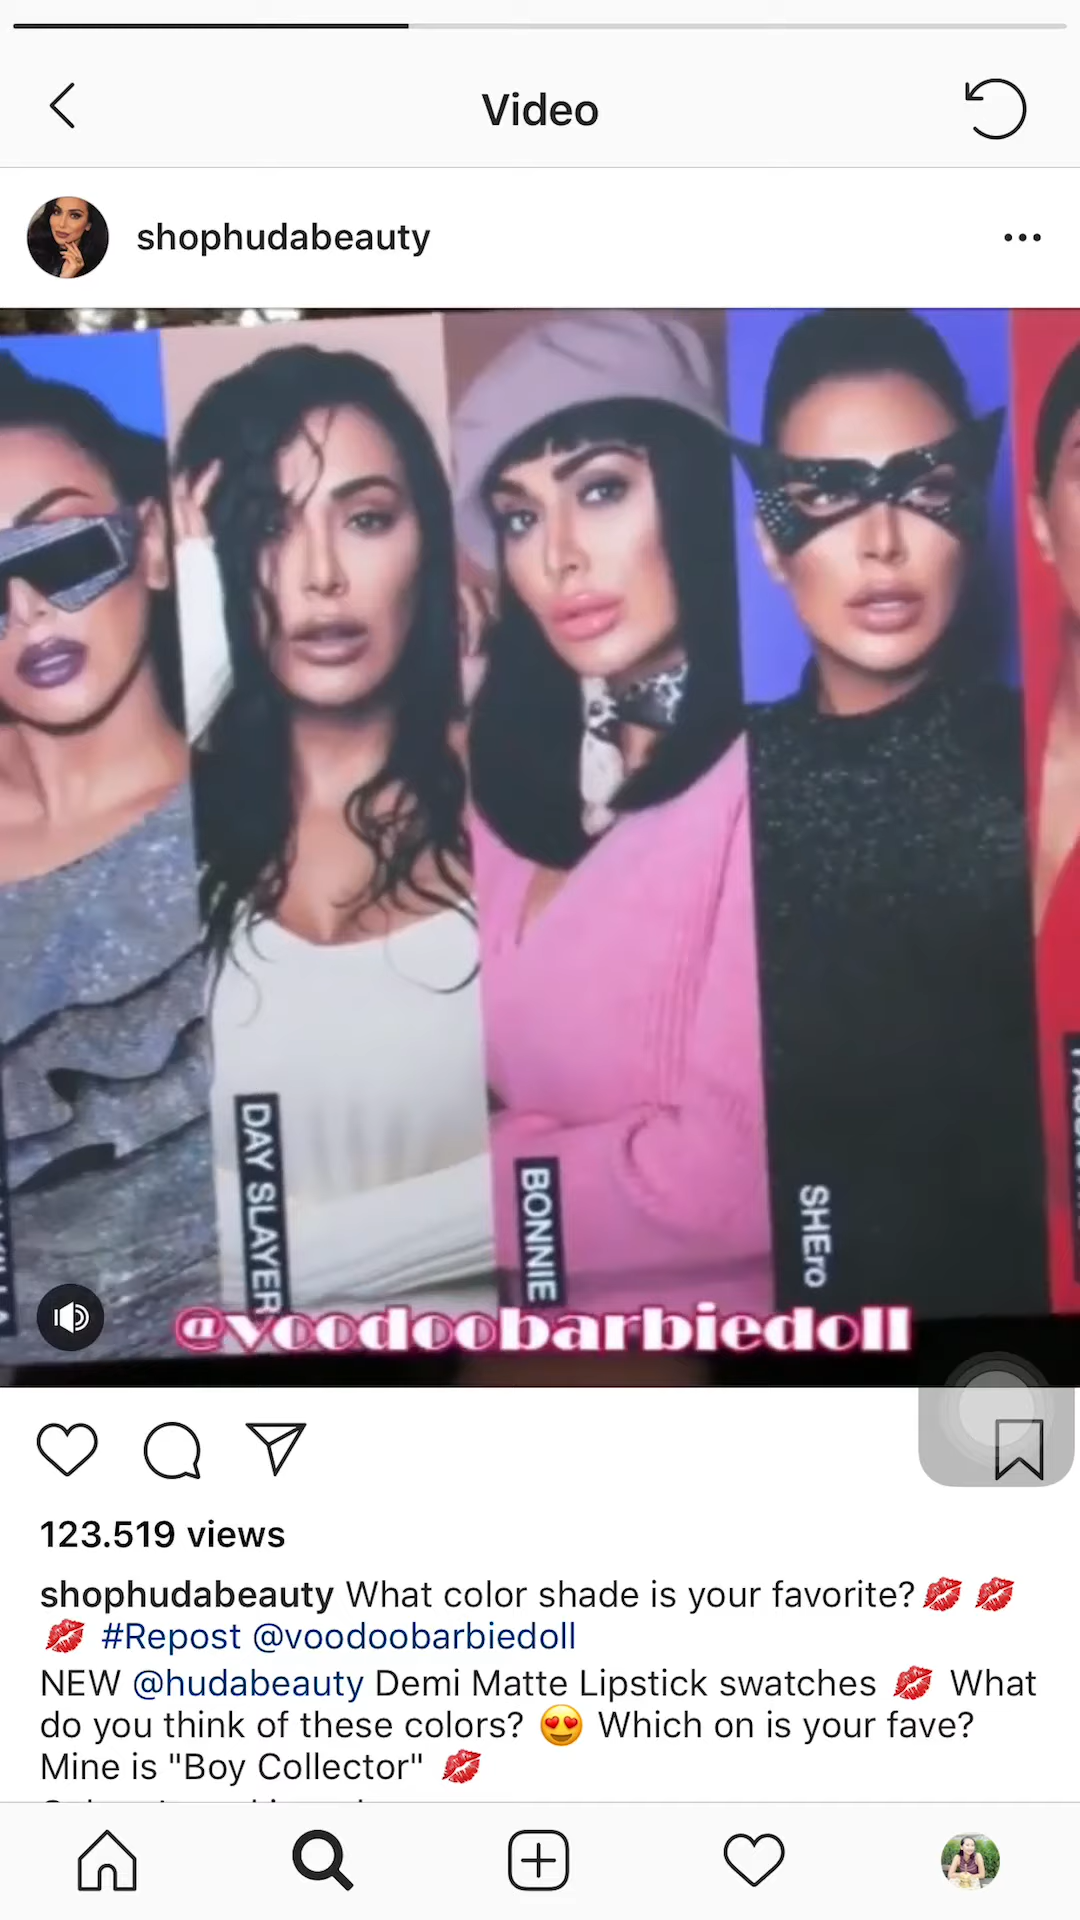 Video
shophudabeauty
DAY SLAYER
BONNIE
SHEro
@voodoobarbiedoll
123.519 views
shophudabeauty What color shade is your favorite?💋 💋
💋 #Repost @voodoobarbiedoll
NEW @hudabeauty Demi Matte Lipstick swatches 💋 What
do you think of these colors? 😍 Which on is your fave?
Mine is "Boy Collector" 💋